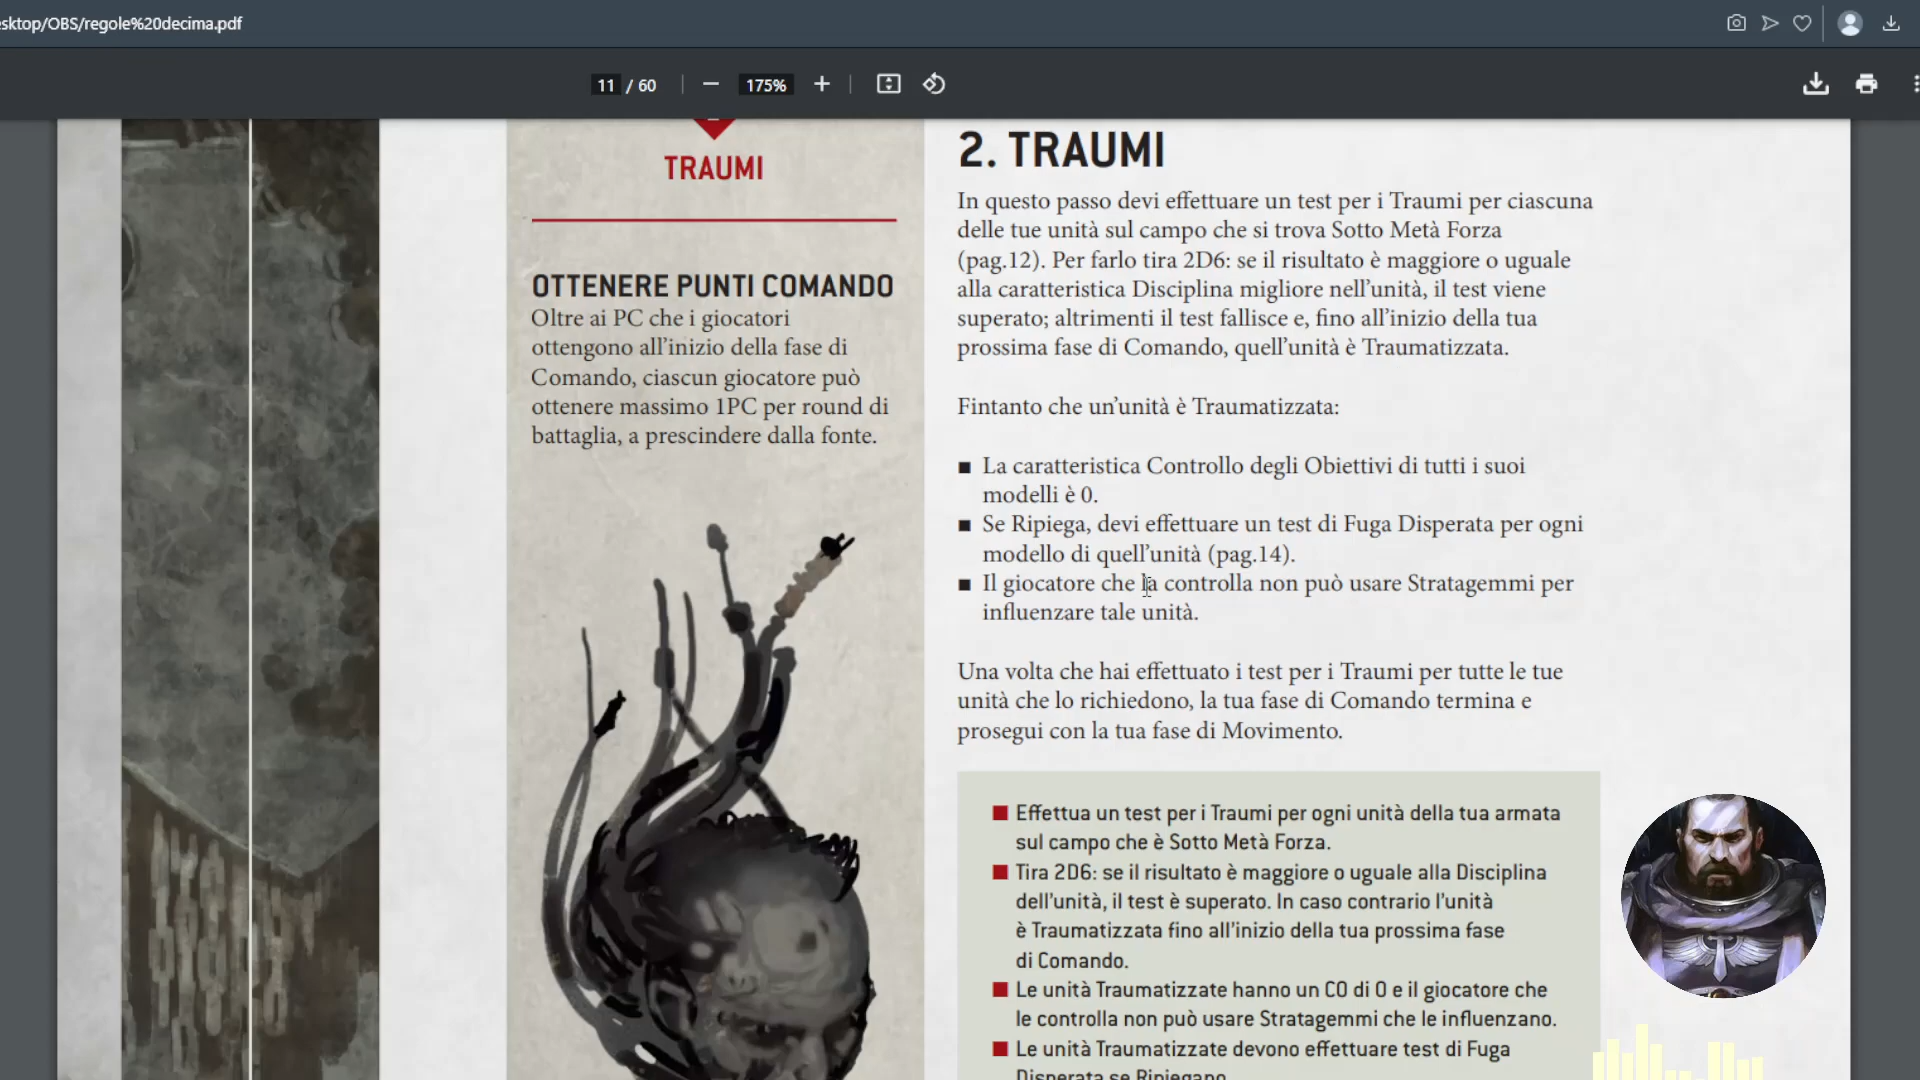 sktop/OBS/regole%20decima.pdf
11 / 60
175%
TRAUMI
OTTENERE PUNTI COMANDO
Oltre ai PC che i giocatori
ottengono all'inizio della fase di
Comando, ciascun giocatore può
ottenere massimo 1PC per round di
battaglia, a prescindere dalla fonte.
2. TRAUMI
In questo passo devi effettuare un test per i Traumi per ciascuna
delle tue unità sul campo che si trova Sotto Metà Forza
(pag.12). Per farlo tira 2D6: se il risultato è maggiore o uguale
alla caratteristica Disciplina migliore nell'unità, il test viene
superato; altrimenti il test fallisce e, fino all'inizio della tua
prossima fase di Comando, quell'unità è Traumatizzata.
Fintanto che un'unità è Traumatizzata:
■ La caratteristica Controllo degli Obiettivi di tutti i suoi
modelli è 0.
■ Se Ripiega, devi effettuare un test di Fuga Disperata per ogni
modello di quell'unità (pag.14).
■ Il giocatore che la controlla non può usare Stratagemmi per
influenzare tale unità.
Una volta che hai effettuato i test per i Traumi per tutte le tue
unità che lo richiedono, la tua fase di Comando termina e
prosegui con la tua fase di Movimento.
■ Effettua un test per i Traumi per ogni unità della tua armata
sul campo che è Sotto Metà Forza.
■ Tira 2D6: se il risultato è maggiore o uguale alla Disciplina
dell'unità, il test è superato. In caso contrario l'unità
è Traumatizzata fino all'inizio della tua prossima fase
di Comando.
■ Le unità Traumatizzate hanno un CO di 0 e il giocatore che
le controlla non può usare Stratagemmi che le influenzano.
■ Le unità Traumatizzate devono effettuare test di Fuga
Disperata se Ripiegano.